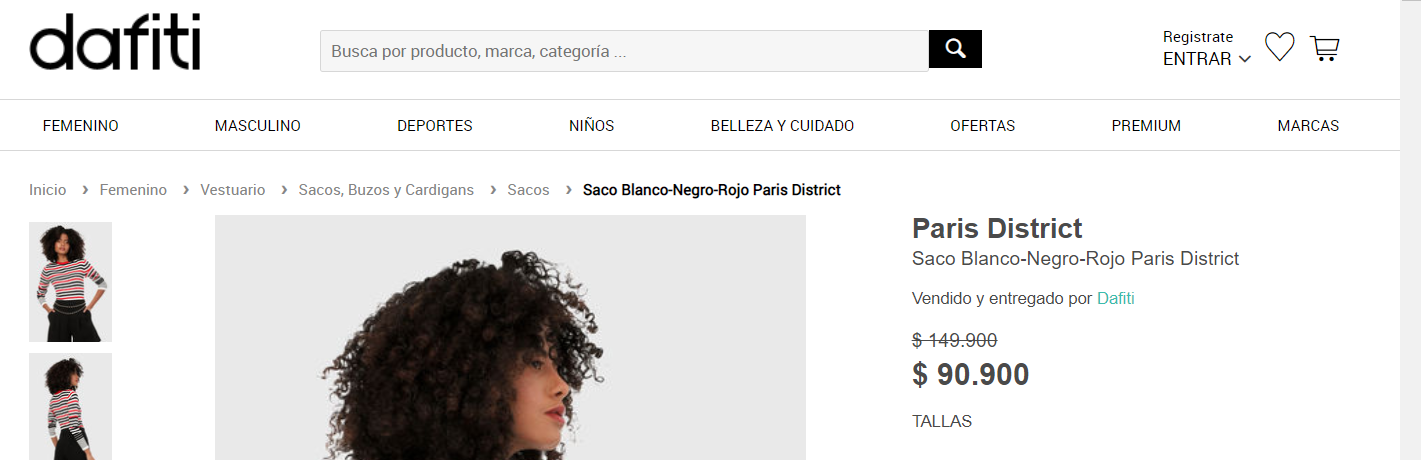 dafiti
Busca por producto, marca, categoría ...
Registrate
ENTRAR
FEMENINO MASCULINO DEPORTES NIÑOS BELLEZA Y CUIDADO OFERTAS PREMIUM MARCAS
Inicio › Femenino › Vestuario › Sacos, Buzos y Cardigans › Sacos › Saco Blanco-Negro-Rojo Paris District
Paris District
Saco Blanco-Negro-Rojo Paris District
Vendido y entregado por Dafiti
$ 149.900
$ 90.900
TALLAS